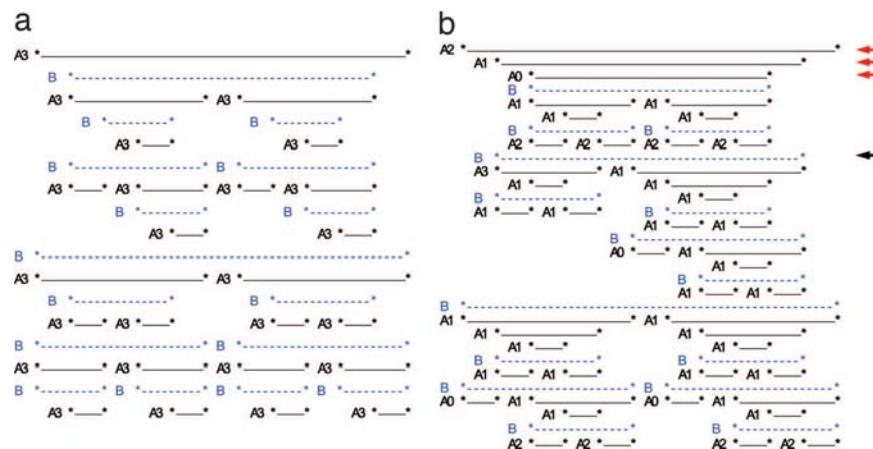 a
A3 * *
B * *
A3 * * A3 * *
B * * B * *
A3 * * A3 * *
B * * B * *
A3 * * A3 * * A3 * * A3 * *
B * * B * *
A3 * * A3 * *
B * *
A3 * * A3 * *
B * * B * *
A3 * * A3 * * A3 * * A3 * *
B * * B * *
A3 * * A3 * * A3 * * A3 * *
B * * B * * B * * B * *
A3 * * A3 * * A3 * * A3 * *
b
A2 * *
A1 * *
A0 * *
B * *
A1 * * A1 * *
A1 * * A1 * *
B * * B * *
A2 * * A2 * * A2 * * A2 * *
B * *
A3 * * A1 * *
A1 * * A1 * *
B * * A1 * *
A1 * * A1 * * B * *
A1 * * A1 * *
B * *
A0 * * A1 * *
A1 * *
B * *
A1 * * A1 * *
B * *
A1 * * A1 * *
A1 * * A1 * *
A1 * * A1 * *
B * * B * *
A1 * * A1 * * A1 * * A1 * *
B * * B * *
A0 * * A1 * * A0 * * A1 * *
A1 * * A1 * *
B * * B * *
A2 * * A2 * * A2 * * A2 * *